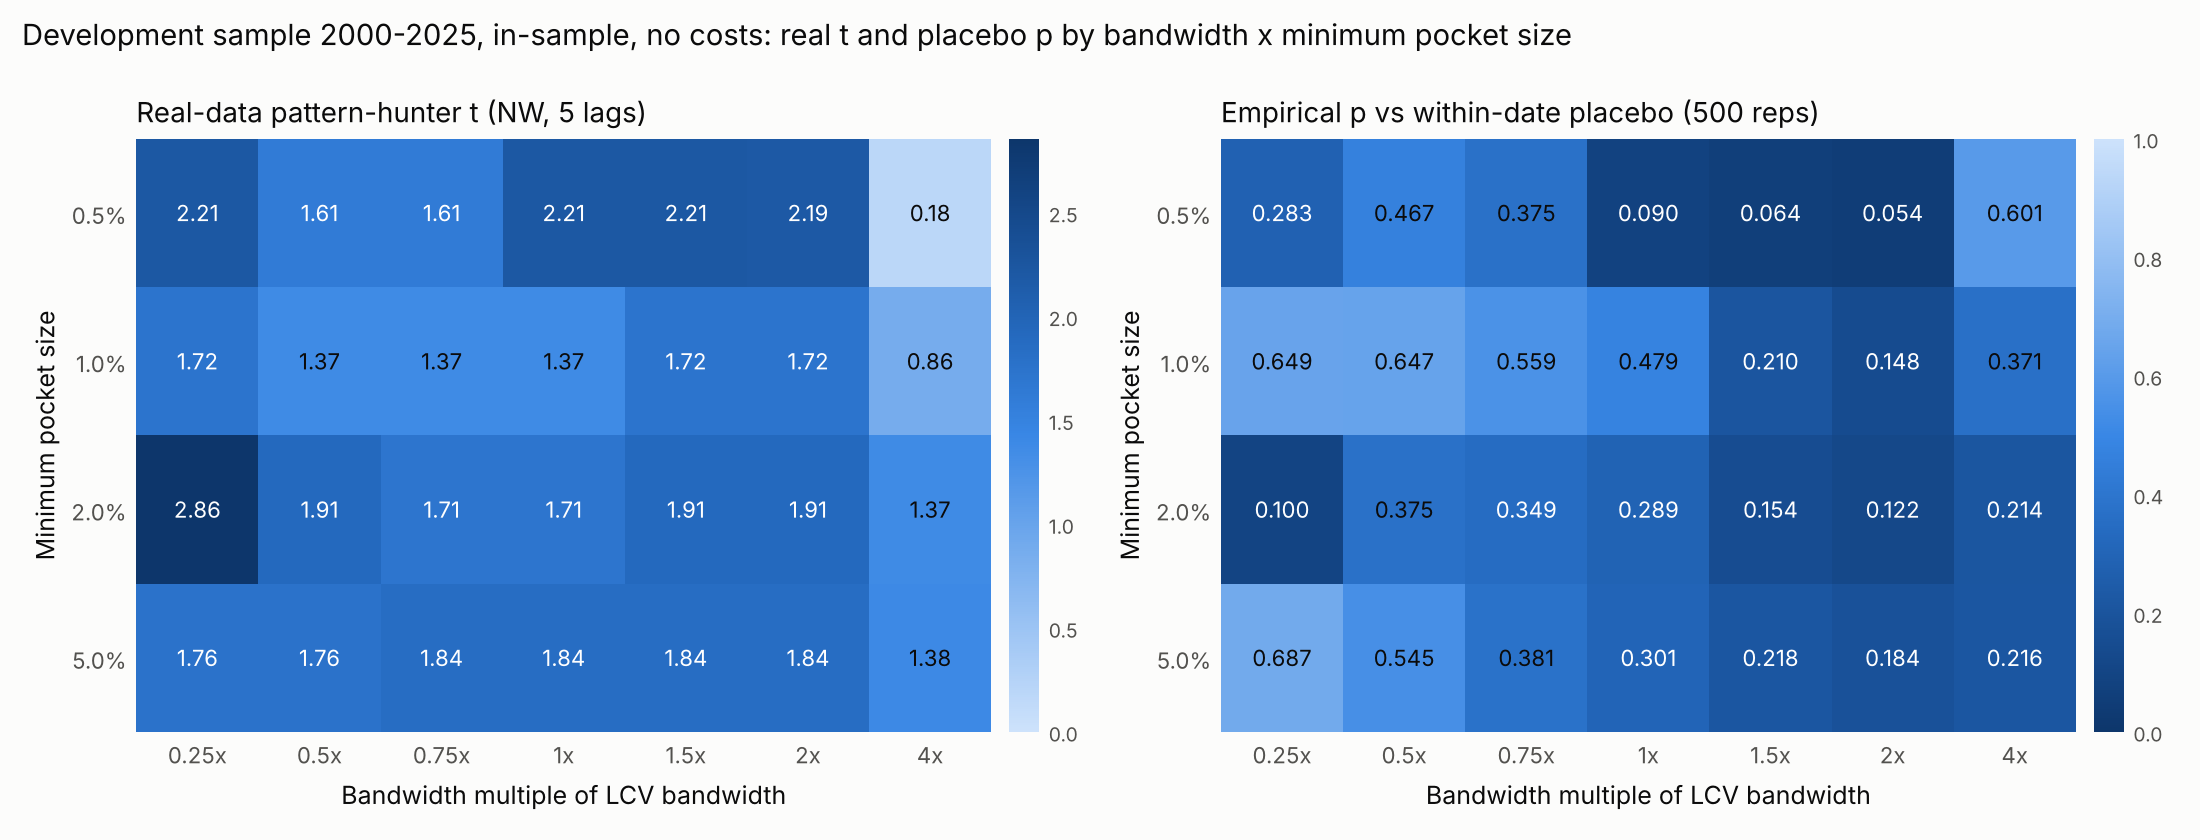 Development sample 2000-2025, in-sample, no costs: real t and placebo p by bandwidth x minimum pocket size
Real-data pattern-hunter t (NW, 5 lags)
Minimum pocket size
0.5% 2.21 1.61 1.61 2.21 2.21 2.19 0.18
1.0% 1.72 1.37 1.37 1.37 1.72 1.72 0.86
2.0% 2.86 1.91 1.71 1.71 1.91 1.91 1.37
5.0% 1.76 1.76 1.84 1.84 1.84 1.84 1.38
0.25x 0.5x 0.75x 1x 1.5x 2x 4x
Bandwidth multiple of LCV bandwidth
2.5
2.0
1.5
1.0
0.5
0.0
Empirical p vs within-date placebo (500 reps)
Minimum pocket size
0.5% 0.283 0.467 0.375 0.090 0.064 0.054 0.601
1.0% 0.649 0.647 0.559 0.479 0.210 0.148 0.371
2.0% 0.100 0.375 0.349 0.289 0.154 0.122 0.214
5.0% 0.687 0.545 0.381 0.301 0.218 0.184 0.216
0.25x 0.5x 0.75x 1x 1.5x 2x 4x
Bandwidth multiple of LCV bandwidth
1.0
0.8
0.6
0.4
0.2
0.0